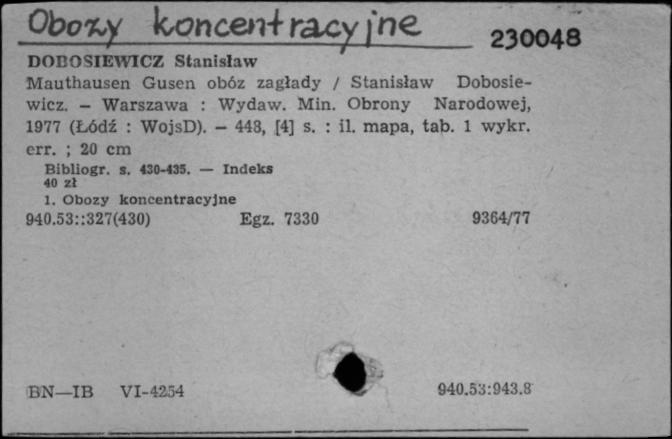 Obozy koncentracyjne 230048
DOBOSIEWICZ Stanisław
Mauthausen Gusen obóz zagłady / Stanisław Dobosie-
wicz. – Warszawa : Wydaw. Min. Obrony Narodowej,
1977 (Łódź : WojsD). – 448, [4] s. : il. mapa, tab. 1 wykr.
err. ; 20 cm
Bibliogr. s. 430-435. — Indeks
40 zł
1. Obozy koncentracyjne
940.53::327(430) Egz. 7330 9364/77
BN—IB VI-4254 940.53:943.8